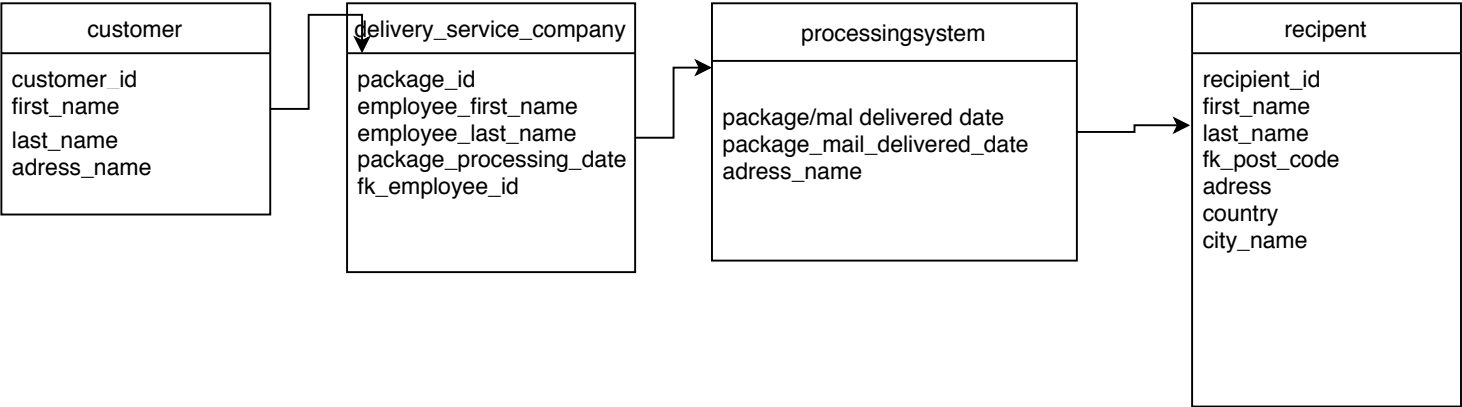 customer
customer_id
first_name
last_name
adress_name
delivery_service_company
package_id
employee_first_name
employee_last_name
package_processing_date
fk_employee_id
processingsystem
package/mal delivered date
package_mail_delivered_date
adress_name
recipent
recipient_id
first_name
last_name
fk_post_code
adress
country
city_name